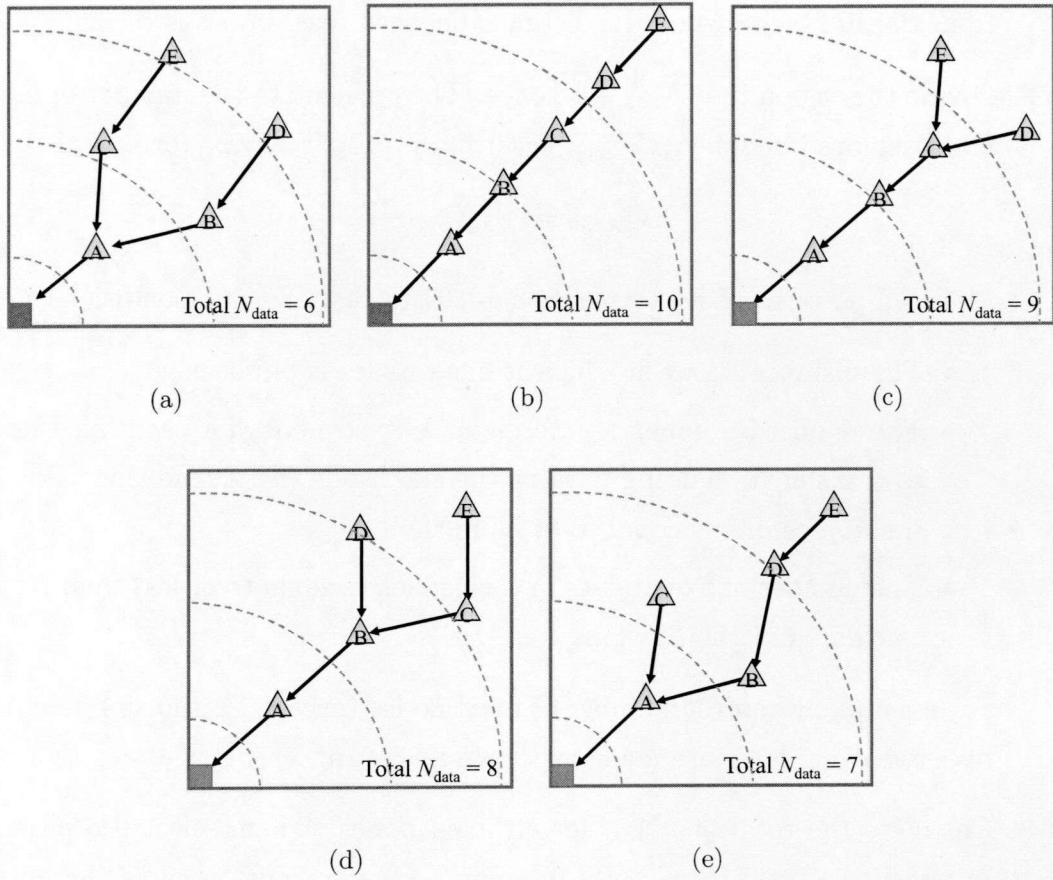 E
C
D
B
A
Total N_data = 6
(a)
E
D
C
B
A
Total N_data = 10
(b)
E
D
C
B
A
Total N_data = 9
(c)
E
D
C
B
A
Total N_data = 8
(d)
E
D
C
B
A
Total N_data = 7
(e)